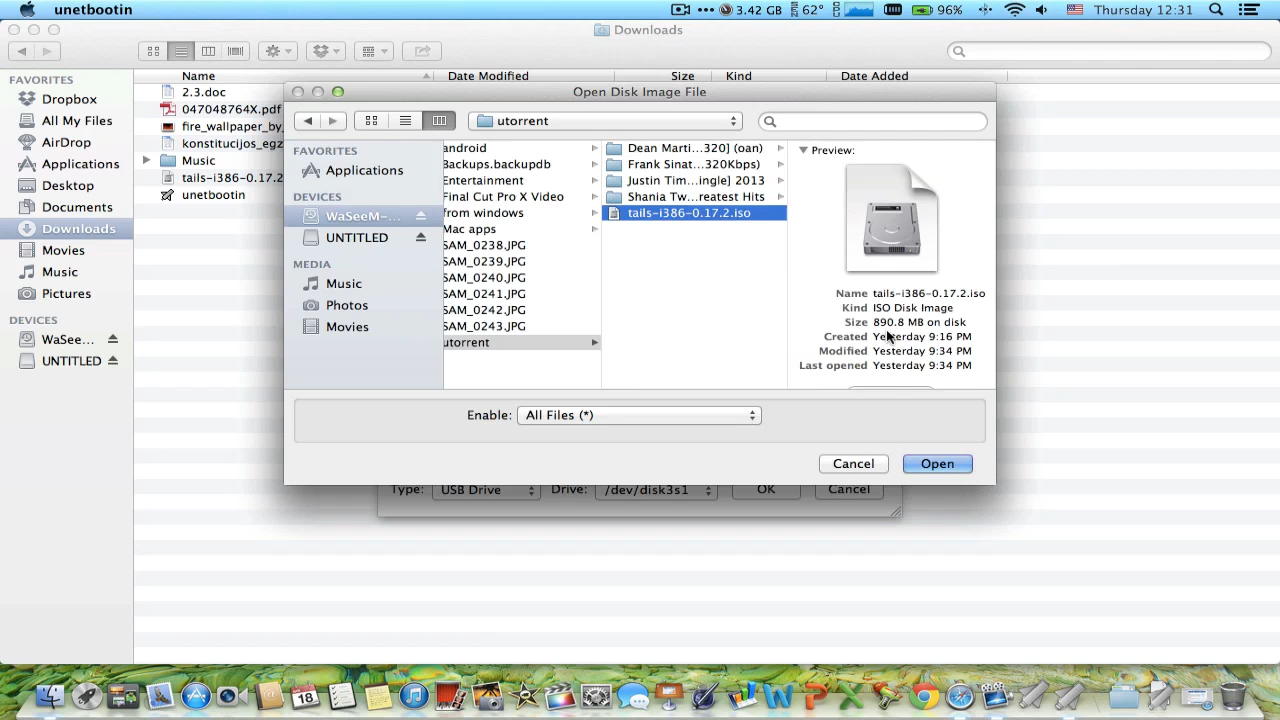 unetbootin
3.42 GB
62°
96%
Thursday 12:31
Downloads
FAVORITES
Dropbox
All My Files
AirDrop
Applications
Desktop
Documents
Downloads
Movies
Music
Pictures
DEVICES
WaSee...
UNTITLED
Name
Date Modified
Size
Kind
Date Added
2.3.doc
047048764X.pdf
fire_wallpaper_by_
konstitucijos_egz
Music
tails-i386-0.17.2
unetbootin
Open Disk Image File
utorrent
FAVORITES
Applications
DEVICES
WaSeeM-...
UNTITLED
MEDIA
Music
Photos
Movies
android
Backups.backupdb
Entertainment
Final Cut Pro X Video
from windows
Mac apps
SAM_0238.JPG
SAM_0239.JPG
SAM_0240.JPG
SAM_0241.JPG
SAM_0242.JPG
SAM_0243.JPG
utorrent
Dean Marti...320] (oan)
Frank Sinat...320Kbps)
Justin Tim...ingle] 2013
Shania Tw...reatest Hits
tails-i386-0.17.2.iso
Preview:
Name tails-i386-0.17.2.iso
Kind ISO Disk Image
Size 890.8 MB on disk
Created Yesterday 9:16 PM
Modified Yesterday 9:34 PM
Last opened Yesterday 9:34 PM
Enable: All Files (*)
Cancel
Open
Type: USB Drive
Drive: /dev/disk3s1
OK
Cancel
18